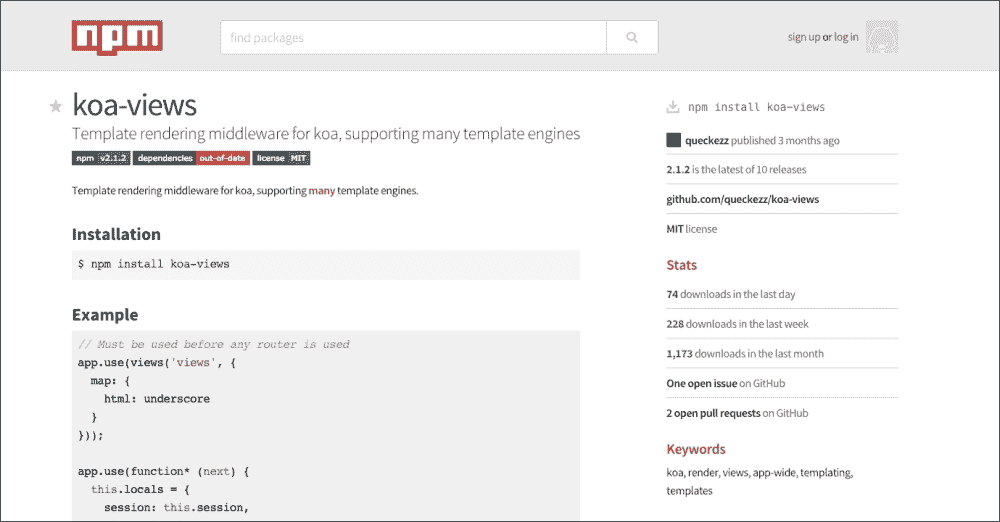 npm
find packages
sign up or log in
koa-views
Template rendering middleware for koa, supporting many template engines
npm v2.1.2 dependencies out-of-date license MIT
Template rendering middleware for koa, supporting many template engines.
Installation
$ npm install koa-views
Example
// Must be used before any router is used
app.use(views('views', {
  map: {
    html: underscore
  }
}));
app.use(function* (next) {
  this.locals = {
    session: this.session,
npm install koa-views
queckezz published 3 months ago
2.1.2 is the latest of 10 releases
github.com/queckezz/koa-views
MIT license
Stats
74 downloads in the last day
228 downloads in the last week
1,173 downloads in the last month
One open issue on GitHub
2 open pull requests on GitHub
Keywords
koa, render, views, app-wide, templating,
templates